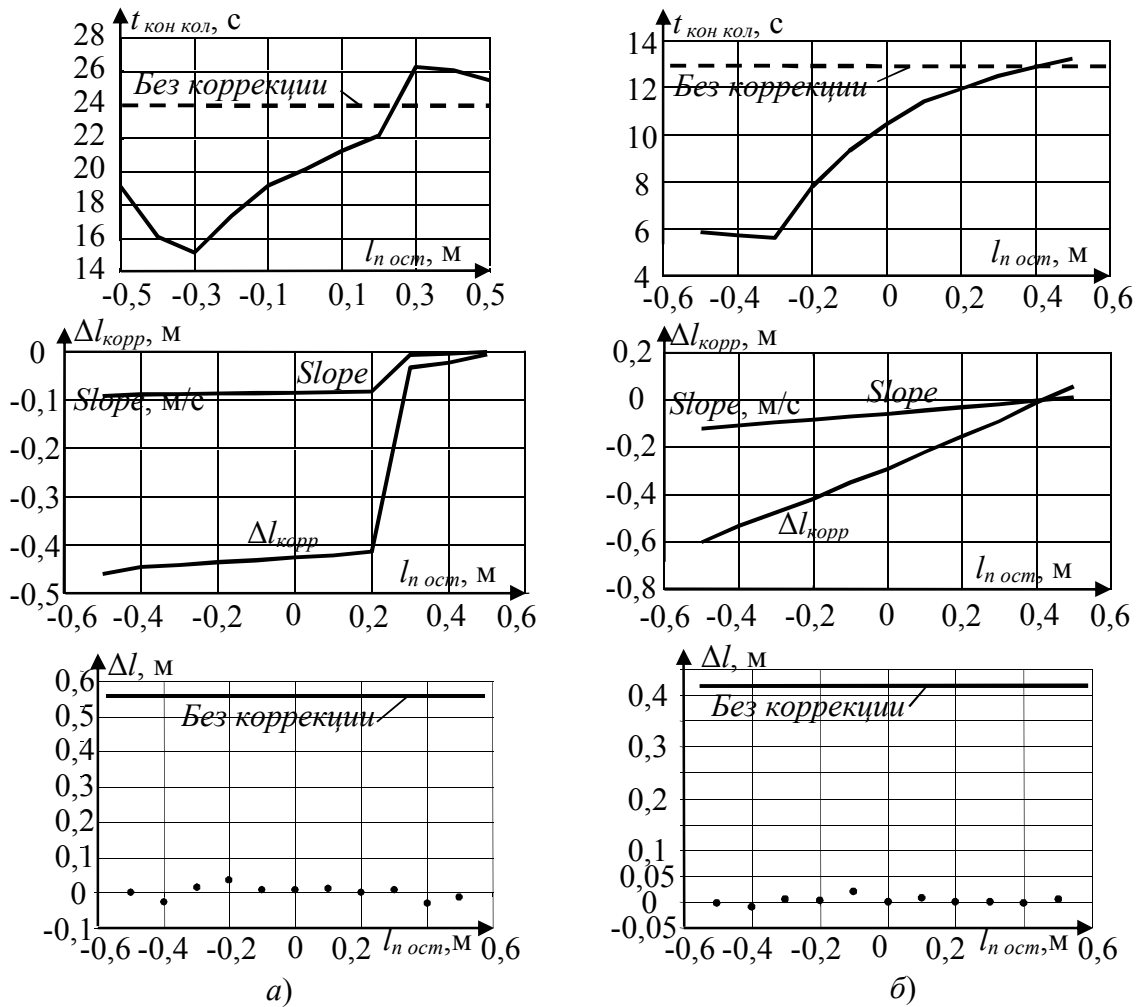 t кон кол, с
28
26
24
22
20
18
16
14
Без коррекции
l п ост, м
-0,5 -0,3 -0,1 0,1 0,3 0,5
t кон кол, с
14
12
10
8
6
4
Без коррекции
l п ост, м
-0,6 -0,4 -0,2 0 0,2 0,4 0,6
Δl корр, м
0
-0,1
-0,2
-0,3
-0,4
-0,5
Slope
Slope, м/с
Δl корр
l п ост, м
-0,6 -0,4 -0,2 0 0,2 0,4 0,6
Δl корр, м
0,2
0
-0,2
-0,4
-0,6
-0,8
Slope
Slope, м/с
Δl корр
l п ост, м
-0,6 -0,4 -0,2 0 0,2 0,4 0,6
Δl, м
0,6
0,5
0,4
0,3
0,2
0,1
0
-0,1
Без коррекции
l п ост, м
-0,6 -0,4 -0,2 0 0,2 0,4 0,6
а)
Δl, м
0,4
0,3
0,2
0,1
0,05
0
-0,05
Без коррекции
l п ост, м
-0,6 -0,4 -0,2 0 0,2 0,4 0,6
б)